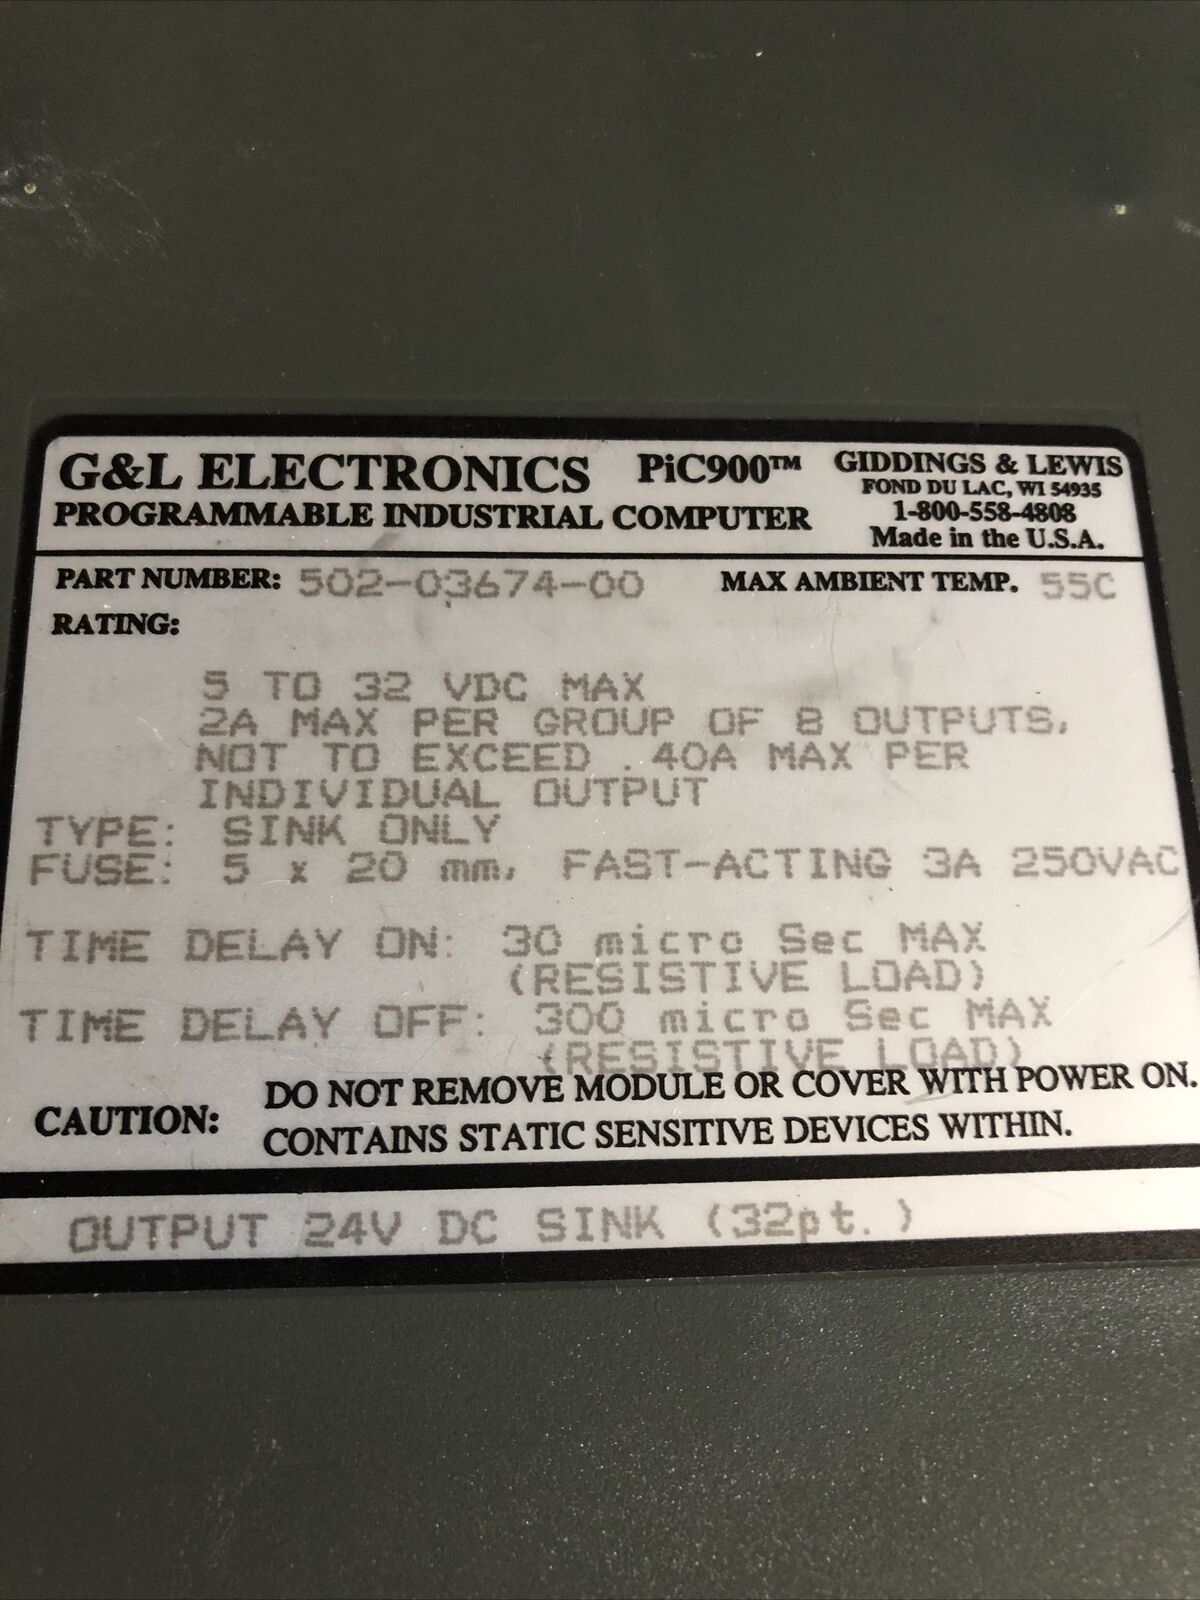 G&L ELECTRONICS PiC900™ GIDDINGS & LEWIS
PROGRAMMABLE INDUSTRIAL COMPUTER FOND DU LAC, WI 54935
1-800-558-4808
Made in the U.S.A.
PART NUMBER: 502-03674-00 MAX AMBIENT TEMP. 55C
RATING:
5 TO 32 VDC MAX
2A MAX PER GROUP OF 8 OUTPUTS,
NOT TO EXCEED .40A MAX PER
INDIVIDUAL OUTPUT
TYPE: SINK ONLY
FUSE: 5 x 20 mm, FAST-ACTING 3A 250VAC
TIME DELAY ON: 30 micro Sec MAX
(RESISTIVE LOAD)
TIME DELAY OFF: 300 micro Sec MAX
(RESISTIVE LOAD)
CAUTION: DO NOT REMOVE MODULE OR COVER WITH POWER ON.
CONTAINS STATIC SENSITIVE DEVICES WITHIN.
OUTPUT 24V DC SINK (32pt.)